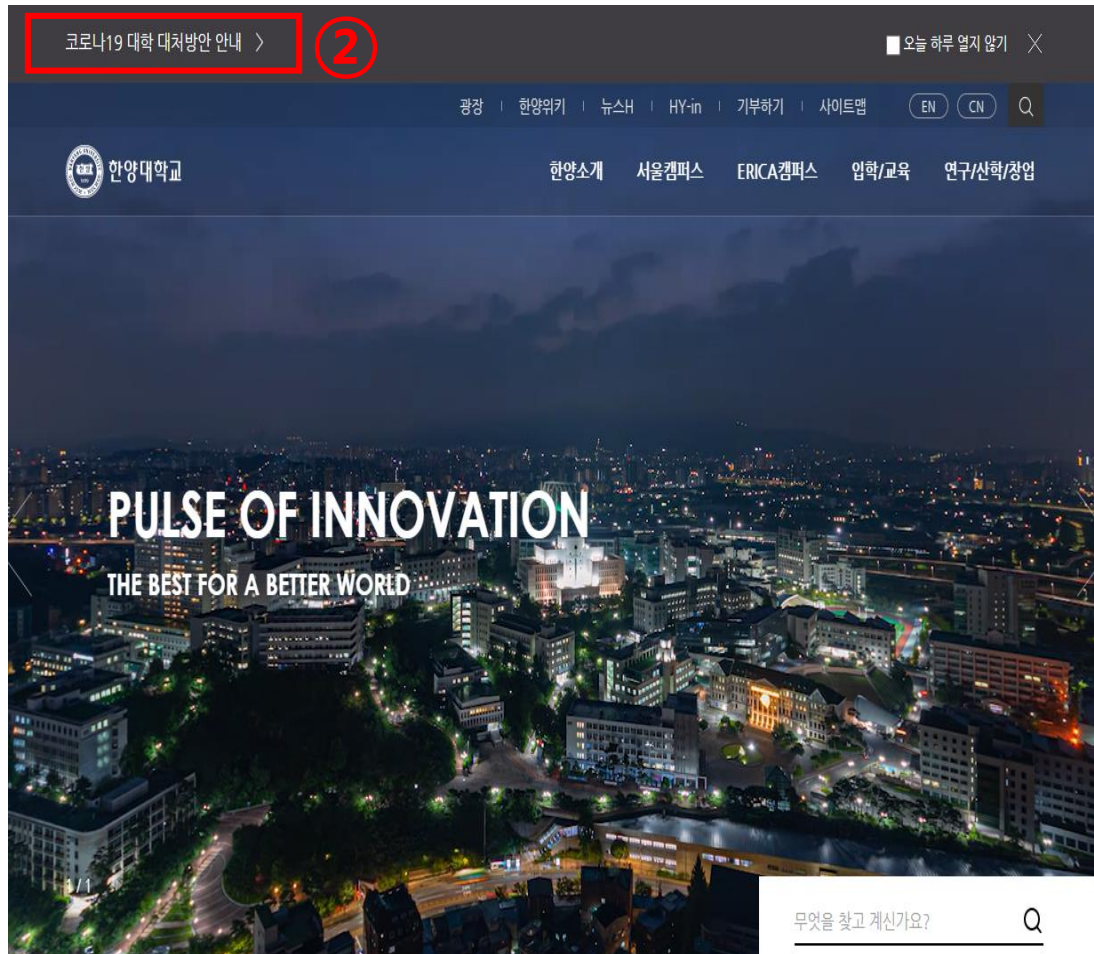 코로나19 대학 대처방안 안내 〉
②
오늘 하루 열지 않기 X
광장 | 한양위키 | 뉴스H | HY-in | 기부하기 | 사이트맵 EN CN
한양대학교
한양소개 서울캠퍼스 ERICA캠퍼스 입학/교육 연구/산학/창업
PULSE OF INNOVATION
THE BEST FOR A BETTER WORLD
1/1
무엇을 찾고 계신가요?